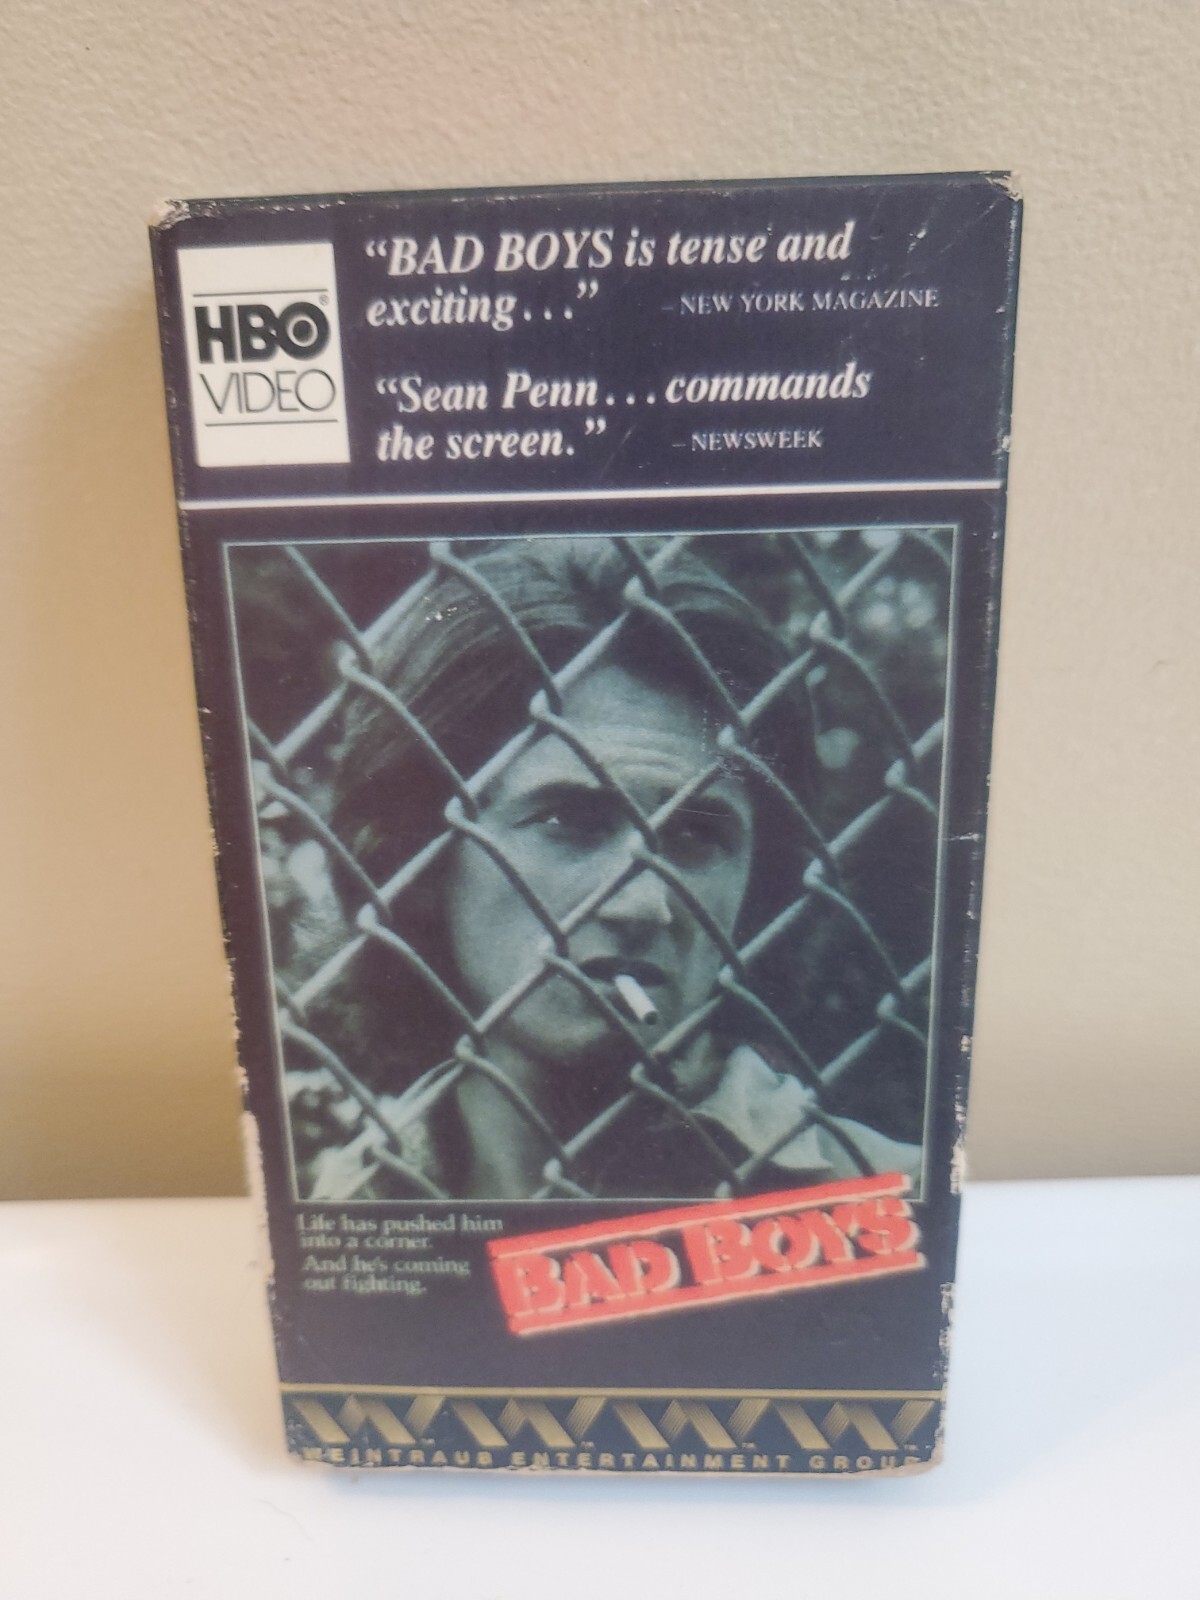 HBO®
VIDEO
“BAD BOYS is tense and
exciting...”
– NEW YORK MAGAZINE
“Sean Penn...commands
the screen.”
– NEWSWEEK
Life has pushed him
into a corner.
And he's coming
out fighting.
BAD BOYS
WEINTRAUB ENTERTAINMENT GROUP